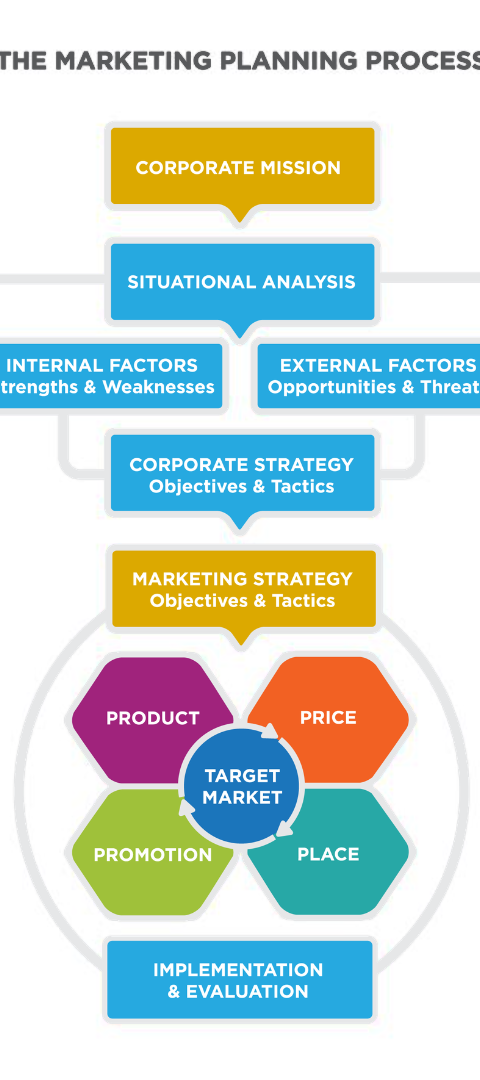 THE MARKETING PLANNING PROCESS
CORPORATE MISSION
SITUATIONAL ANALYSIS
INTERNAL FACTORS
trengths & Weaknesses
EXTERNAL FACTORS
Opportunities & Threat
CORPORATE STRATEGY
Objectives & Tactics
MARKETING STRATEGY
Objectives & Tactics
PRODUCT
PRICE
TARGET
MARKET
PROMOTION
PLACE
IMPLEMENTATION
& EVALUATION